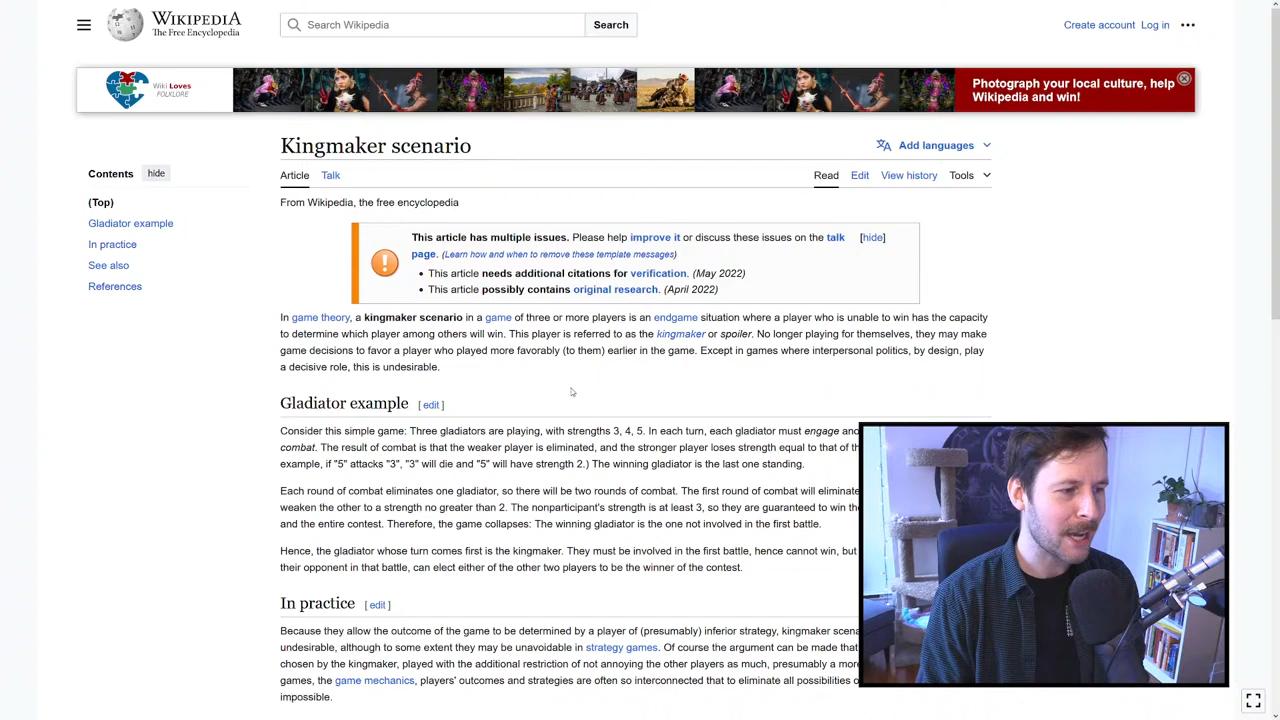 WIKIPEDIA
The Free Encyclopedia
Search Wikipedia
Search
Create account Log in
Wiki Loves
FOLKLORE
Photograph your local culture, help
Wikipedia and win!
Kingmaker scenario
Add languages
Contents hide
Article Talk
Read Edit View history Tools
(Top)
From Wikipedia, the free encyclopedia
Gladiator example
In practice
See also
References
This article has multiple issues. Please help improve it or discuss these issues on the talk [hide]
page. (Learn how and when to remove these template messages)
• This article needs additional citations for verification. (May 2022)
• This article possibly contains original research. (April 2022)
In game theory, a kingmaker scenario in a game of three or more players is an endgame situation where a player who is unable to win has the capacity
to determine which player among others will win. This player is referred to as the kingmaker or spoiler. No longer playing for themselves, they may make
game decisions to favor a player who played more favorably (to them) earlier in the game. Except in games where interpersonal politics, by design, play
a decisive role, this is undesirable.
Gladiator example [ edit ]
Consider this simple game: Three gladiators are playing, with strengths 3, 4, 5. In each turn, each gladiator must engage and
combat. The result of combat is that the weaker player is eliminated, and the stronger player loses strength equal to that of th
example, if "5" attacks "3", "3" will die and "5" will have strength 2.) The winning gladiator is the last one standing.
Each round of combat eliminates one gladiator, so there will be two rounds of combat. The first round of combat will eliminate
weaken the other to a strength no greater than 2. The nonparticipant's strength is at least 3, so they are guaranteed to win the
and the entire contest. Therefore, the game collapses: The winning gladiator is the one not involved in the first battle.
Hence, the gladiator whose turn comes first is the kingmaker. They must be involved in the first battle, hence cannot win, but
their opponent in that battle, can elect either of the other two players to be the winner of the contest.
In practice [ edit ]
Because they allow the outcome of the game to be determined by a player of (presumably) inferior strategy, kingmaker scena
undesirable, although to some extent they may be unavoidable in strategy games. Of course the argument can be made that
chosen by the kingmaker, played with the additional restriction of not annoying the other players as much, presumably a more
games, the game mechanics, players' outcomes and strategies are often so interconnected that to eliminate all possibilities o
impossible.